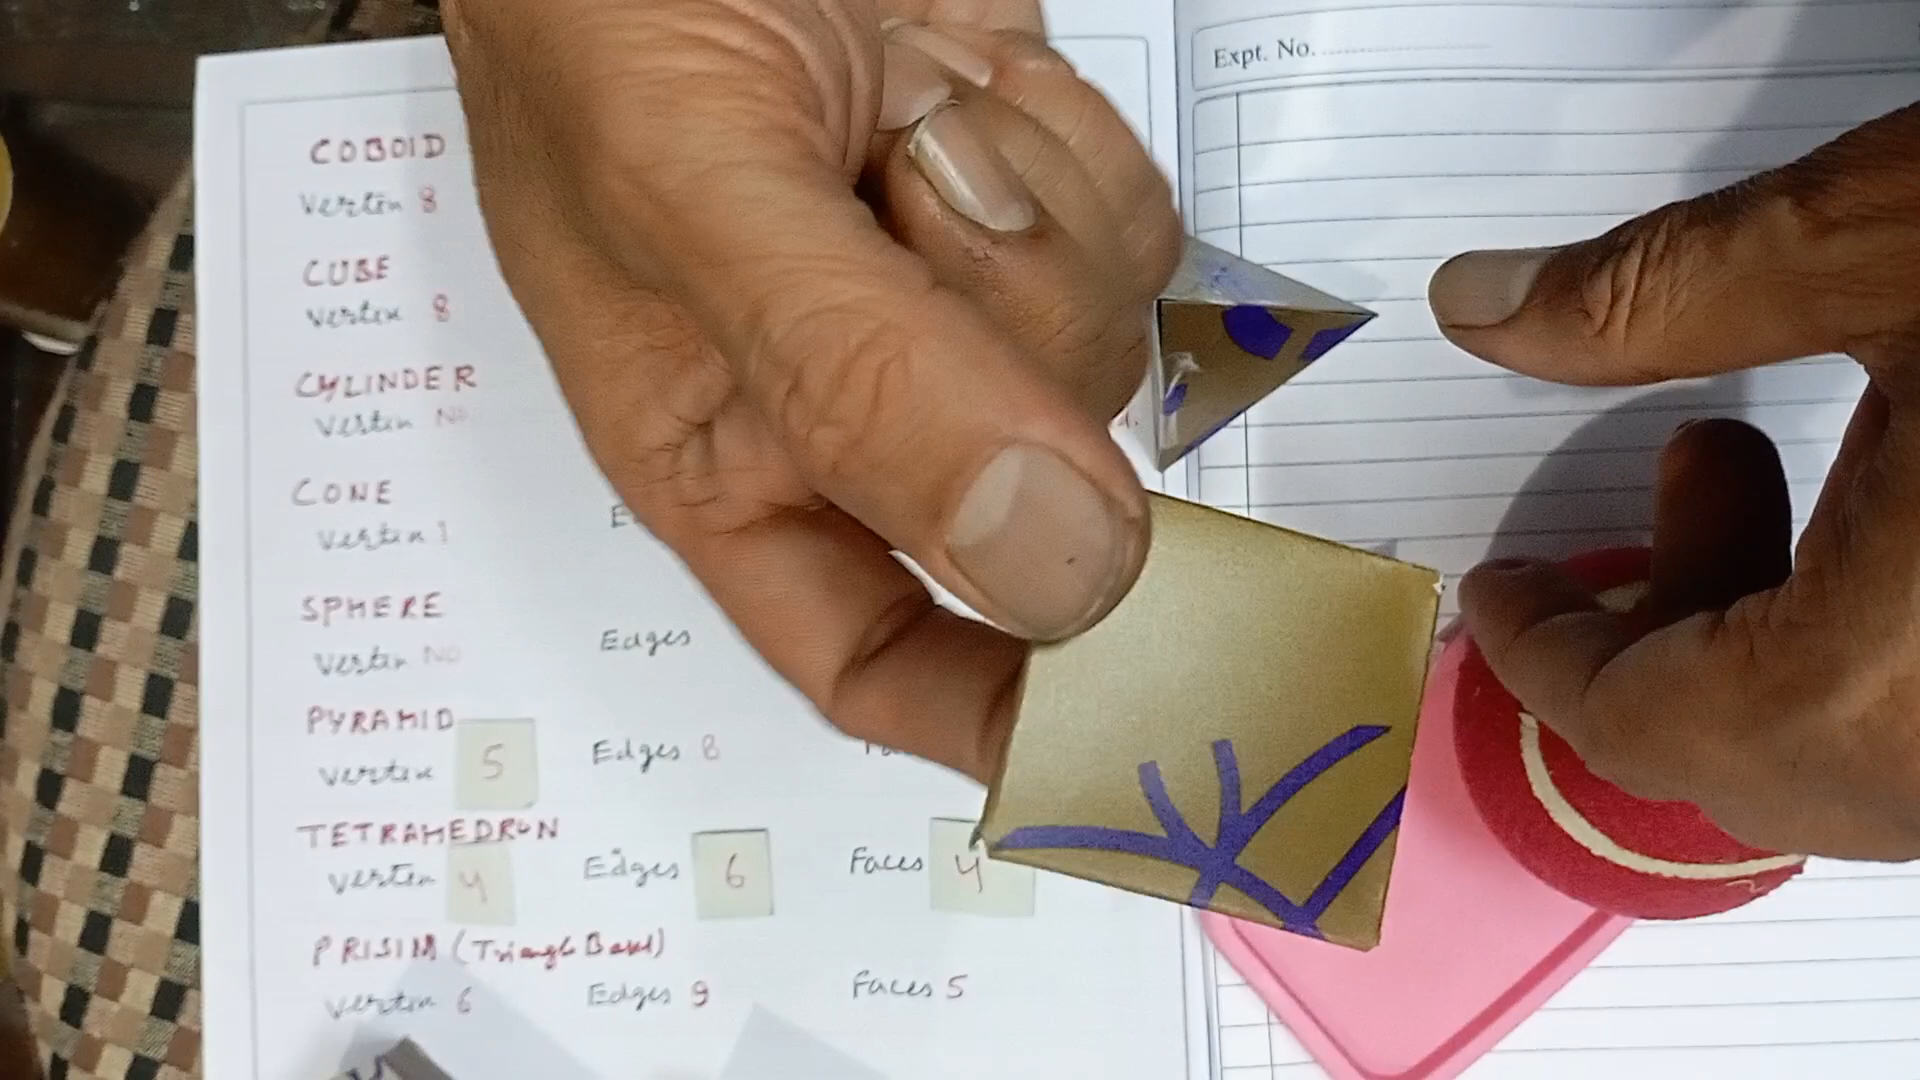 Expt. No.
COBOID
Vertex 8
CUBE
Vertex 8
CYLINDER
Vertex No
CONE
Vertex 1
SPHERE
Edges
Vertex NO
PYRAMID
Vertex 5 Edges 8
TETRAHEDRON
Vertex 4 Edges 6 Faces 4
PRISIM (Triangle Base)
Vertex 6 Edges 9 Faces 5